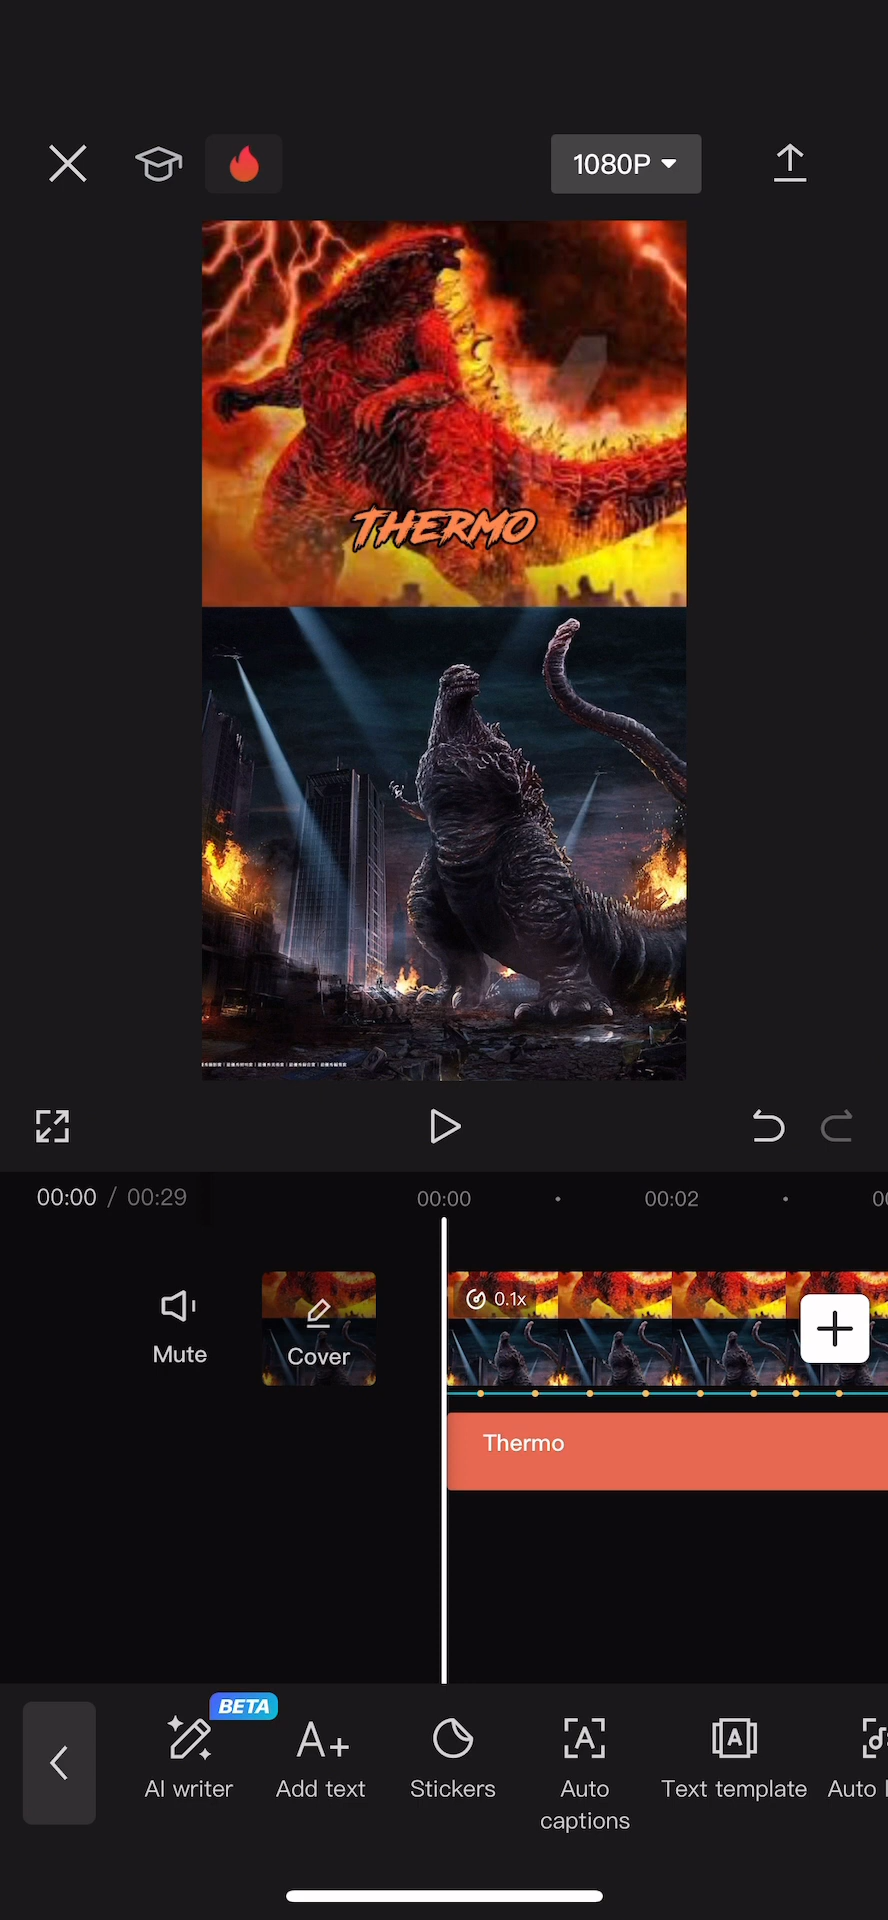 1080P
THERMO
00:00 / 00:29
00:00
00:02
Mute
Cover
0.1x
Thermo
BETA
AI writer
Add text
Stickers
Auto
captions
Text template
Auto